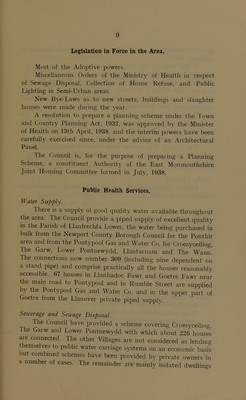 9
Legislation in Force in the Area.
Most of the Adoptive powers.
Miscellaneous Orders of the Ministry of Health in respect
of Sewage Disposal, Collection of House Refuse, and Public
Lighting in Semi-Urban areas.
New Bye-Laws as to new streets, buildings and slaughter
houses were made during the year.
A resolution to prepare a planning scheme under the Town
and Country Planning Act, 1932, was approved by the Minister
of Health on 13th April, 1938, and the interim powers have been
carefully exercised since, under the advice of an Architectural
Panel.
The Council is, for the purpose of preparing a Planning
Scheme, a constituent Authority of the East Monmouthshire
Joint Housing Committee formed in July, 1938.
Public Health Services.
Water Supply.
There is a supply of good quality water available throughout
the area. The Council provide a piped supply of excellent quality
in the Parish of Llanfrechfa Lower, the water being purchased in
bulk from the Newport County Borough Council for the Ponthir
area and from the Pontypool Gas and Water Co. for Croesyceiliog,
The Garw, Lower Pontnewydd, Llantarnam and The Wann.
The connections now number 309 (including nine dependent on
a stand pipe) and comprise practically all the houses reasonably
accessible. 67 houses in Llanbadoc Fawr and Goetre Fawr near
the main road to Pontypool and in Rumble Street are supplied
by the Pontypool Gas and Water Co. and in the upper part of
Goetre from the Llanover private piped supply.
Sewerage and Sewage Disposal.
The Council have provided a scheme covering Croesyceiliog,
The Garw and Lower Pontnewydd with which about 226 houses
are connected. The other Villages are not considered as lending
themselves to public water carriage systems on an economic basis
but combined schemes have been provided by private owners in
a number of cases. The remainder are mainly isolated dwellings